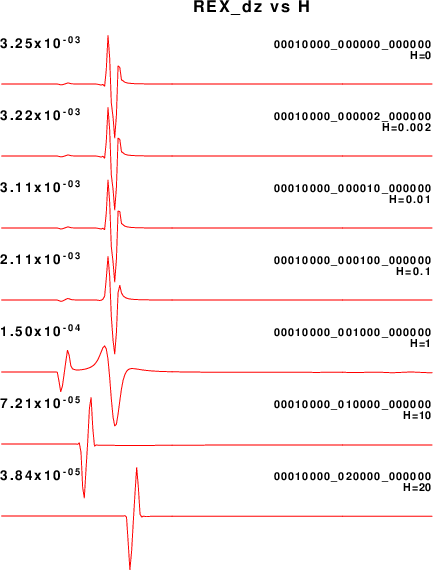 REX_dz vs H
3.25x10-03 00010000_000000_000000
H=0
3.22x10-03 00010000_000002_000000
H=0.002
3.11x10-03 00010000_000010_000000
H=0.01
2.11x10-03 00010000_000100_000000
H=0.1
1.50x10-04 00010000_001000_000000
H=1
7.21x10-05 00010000_010000_000000
H=10
3.84x10-05 00010000_020000_000000
H=20